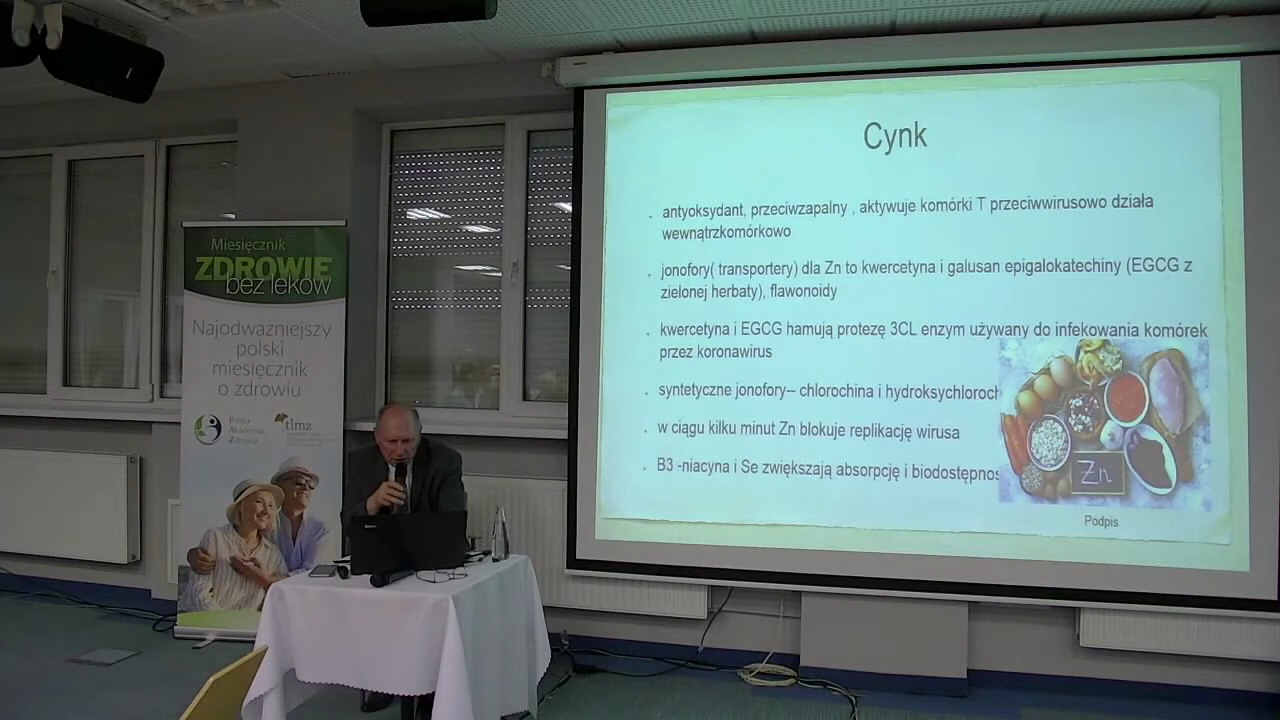 Cynk
antyoksydant, przeciwzapalny , aktywuje komórki T przeciwwirusowo działa
wewnątrzkomórkowo
jonofory( transportery) dla Zn to kwercetyna i galusan epigalokatechiny (EGCG z
zielonej herbaty), flawonoidy
kwercetyna i EGCG hamują protezę 3CL enzym używany do infekowania komórek
przez koronawirus
syntetyczne jonofory– chlorochina i hydroksychloroch
w ciągu kilku minut Zn blokuje replikację wirusa
B3 -niacyna i Se zwiększają absorpcję i biodostępnoś
Zn
Podpis
Miesięcznik
ZDROWIE
bez leków
Najodważniejszy
polski
miesięcznik
o zdrowiu
Polska
Akademia
Zdrowia
tlmz